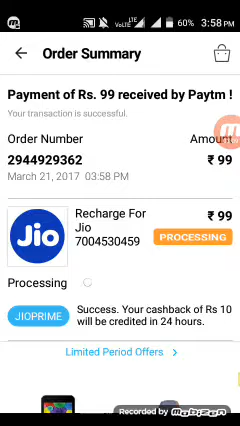 VoLTE LTE 60% 3:58 PM
Order Summary
Payment of Rs. 99 received by Paytm !
Your transaction is successful.
Order Number Amount
2944929362 ₹ 99
March 21, 2017 03:58 PM
Jio
Recharge For
Jio
7004530459
₹ 99
PROCESSING
Processing
JIOPRIME
Success. Your cashback of Rs 10
will be credited in 24 hours.
Limited Period Offers >
Recorded by Mobizen